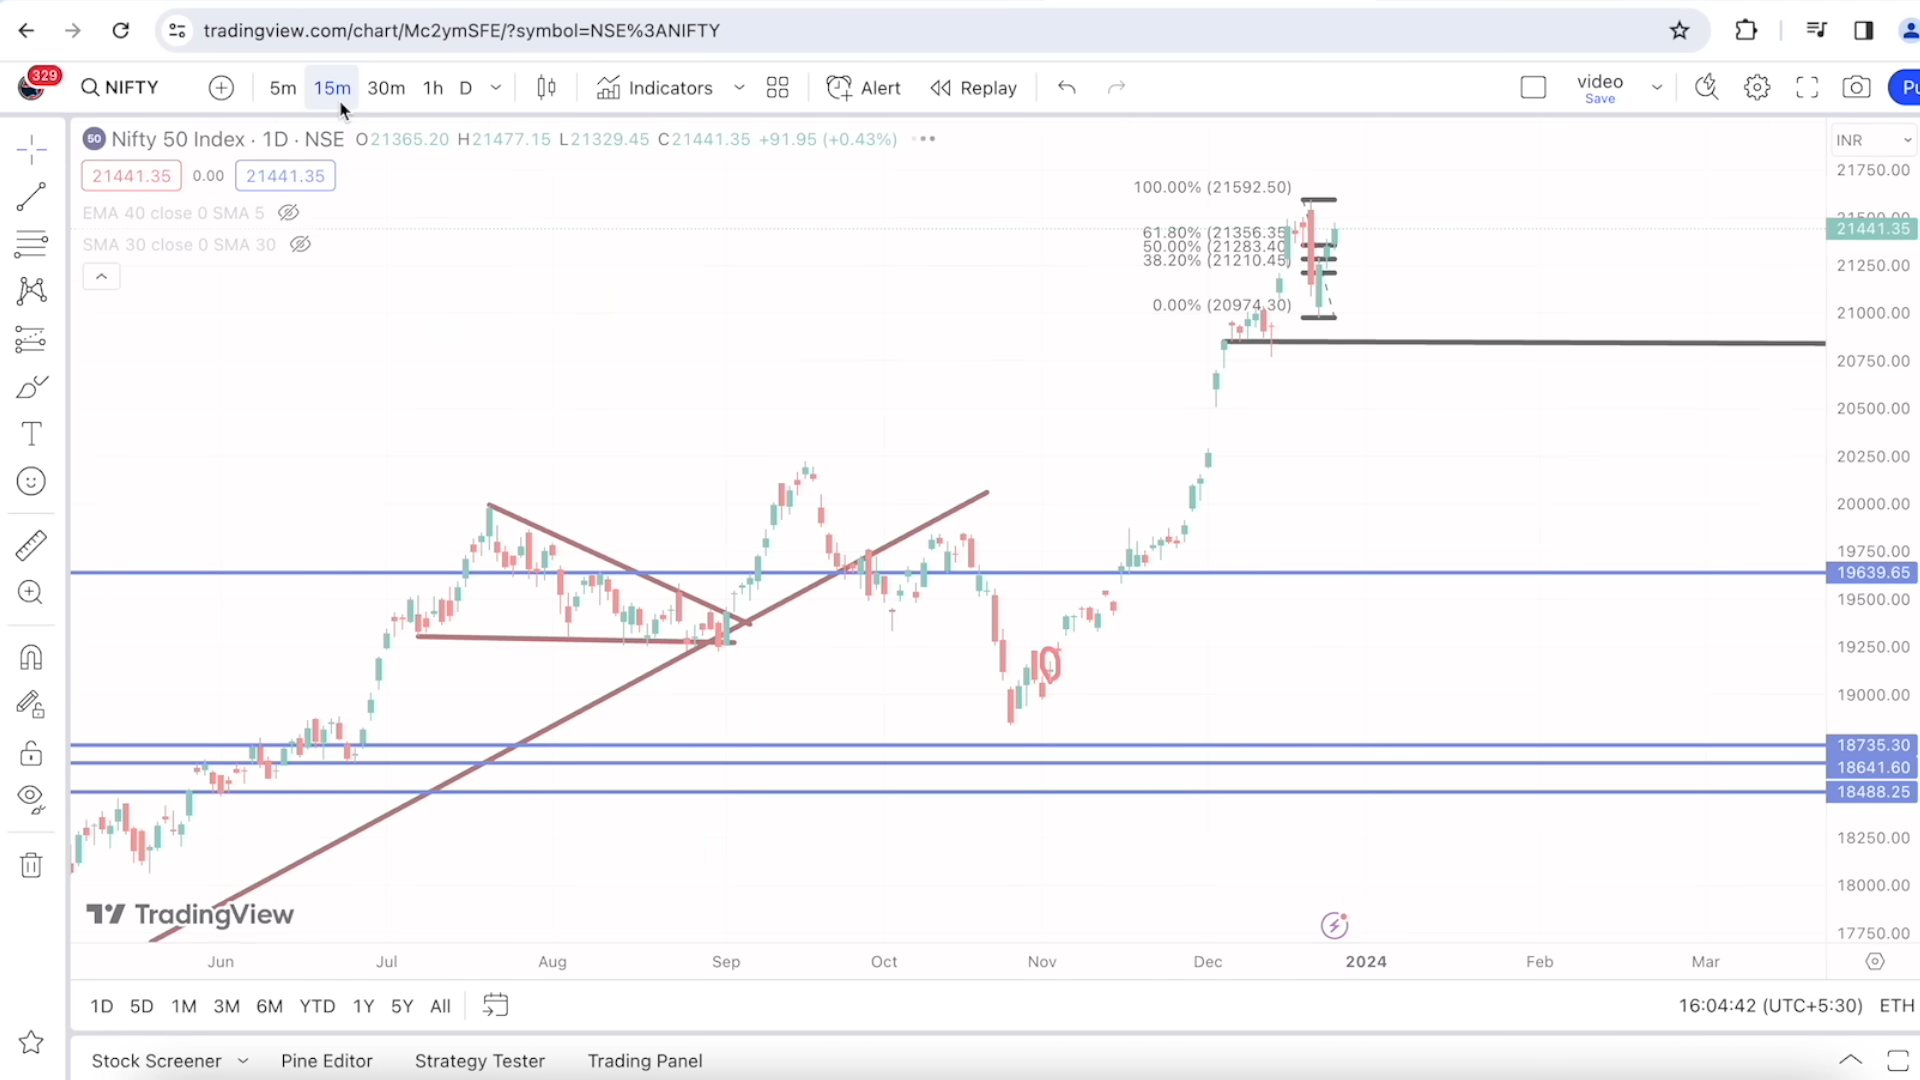 tradingview.com/chart/Mc2ymSFE/?symbol=NSE%3ANIFTY
329 NIFTY 5m 15m 30m 1h D Indicators Alert Replay video Save Pu
50 Nifty 50 Index · 1D · NSE O21365.20 H21477.15 L21329.45 C21441.35 +91.95 (+0.43%)
INR
21441.35 0.00 21441.35
EMA 40 close 0 SMA 5
SMA 30 close 0 SMA 30
100.00% (21592.50)
61.80% (21356.35
50.00% (21283.40
38.20% (21210.45)
0.00% (20974.30)
21750.00
21500.00
21441.35
21250.00
21000.00
20750.00
20500.00
20250.00
20000.00
19750.00
19639.65
19500.00
19250.00
19000.00
18735.30
18641.60
18488.25
18250.00
18000.00
17750.00
TradingView
Jun Jul Aug Sep Oct Nov Dec 2024 Feb Mar
1D 5D 1M 3M 6M YTD 1Y 5Y All 16:04:42 (UTC+5:30) ETH
Stock Screener Pine Editor Strategy Tester Trading Panel